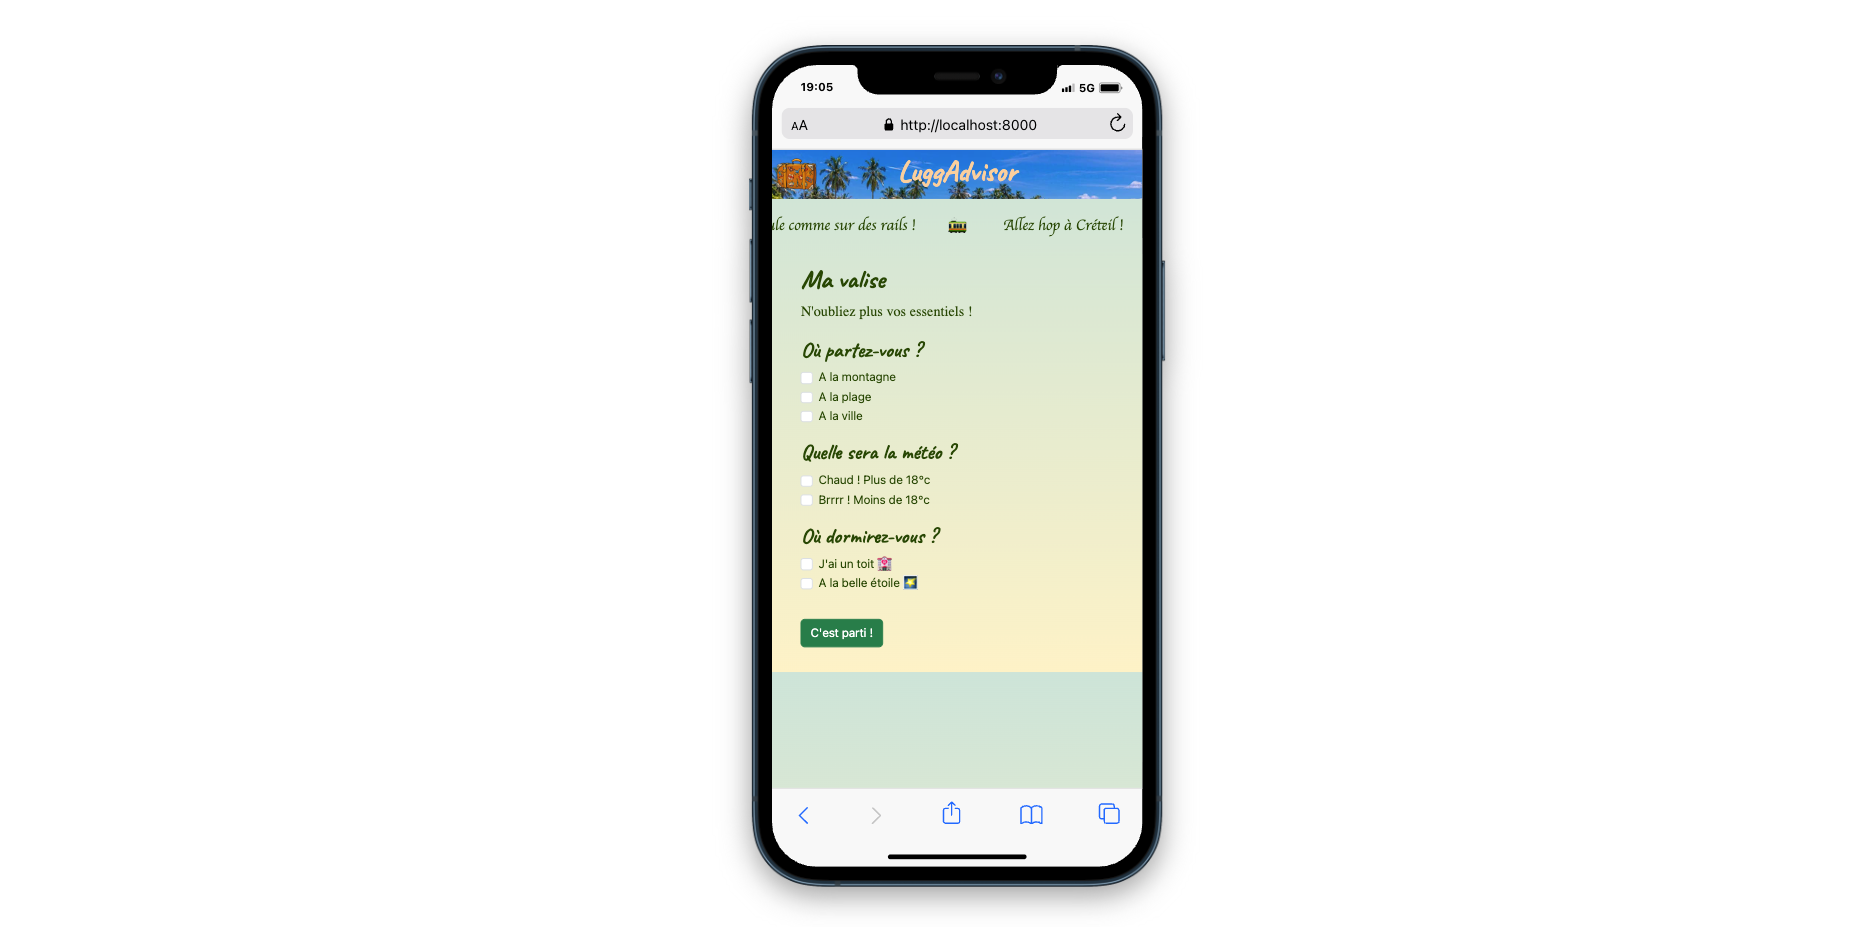 19:05
5G
AA
http://localhost:8000
LuggAdvisor
comme sur des rails !
Allez hop à Créteil !
Ma valise
N'oubliez plus vos essentiels !
Où partez-vous ?
A la montagne
A la plage
A la ville
Quelle sera la météo ?
Chaud ! Plus de 18°c
Brrrr ! Moins de 18°c
Où dormirez-vous ?
J'ai un toit
A la belle étoile
C'est parti !